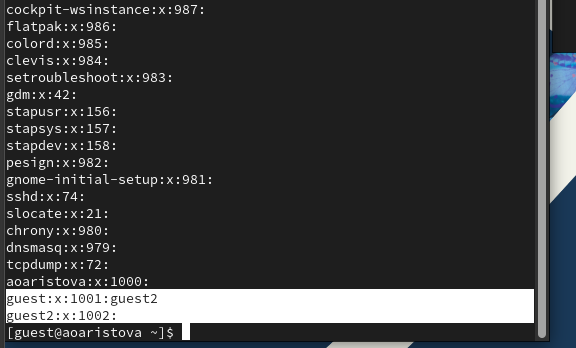 cockpit-wsinstance:x:987:
flatpak:x:986:
colord:x:985:
clevis:x:984:
setroubleshoot:x:983:
gdm:x:42:
stapusr:x:156:
stapsys:x:157:
stapdev:x:158:
pesign:x:982:
gnome-initial-setup:x:981:
sshd:x:74:
slocate:x:21:
chrony:x:980:
dnsmasq:x:979:
tcpdump:x:72:
aoaristova:x:1000:
guest:x:1001:guest2
guest2:x:1002:
[guest@aoaristova ~]$